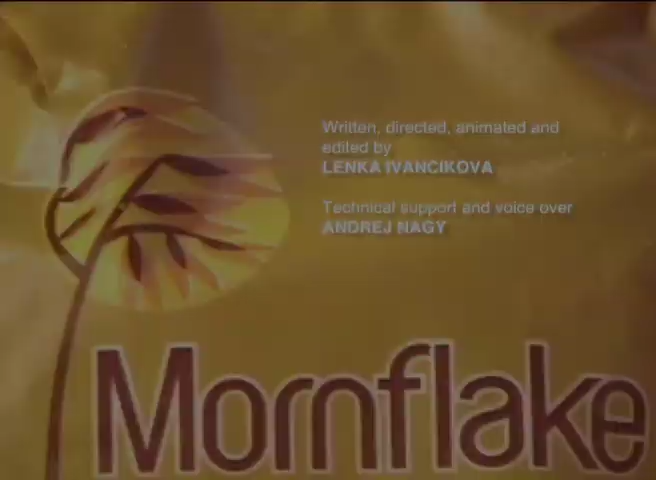 Written, directed, animated and
edited by
LENKA IVANCIKOVA
Technical support and voice over
ANDREJ NAGY
Mornflake